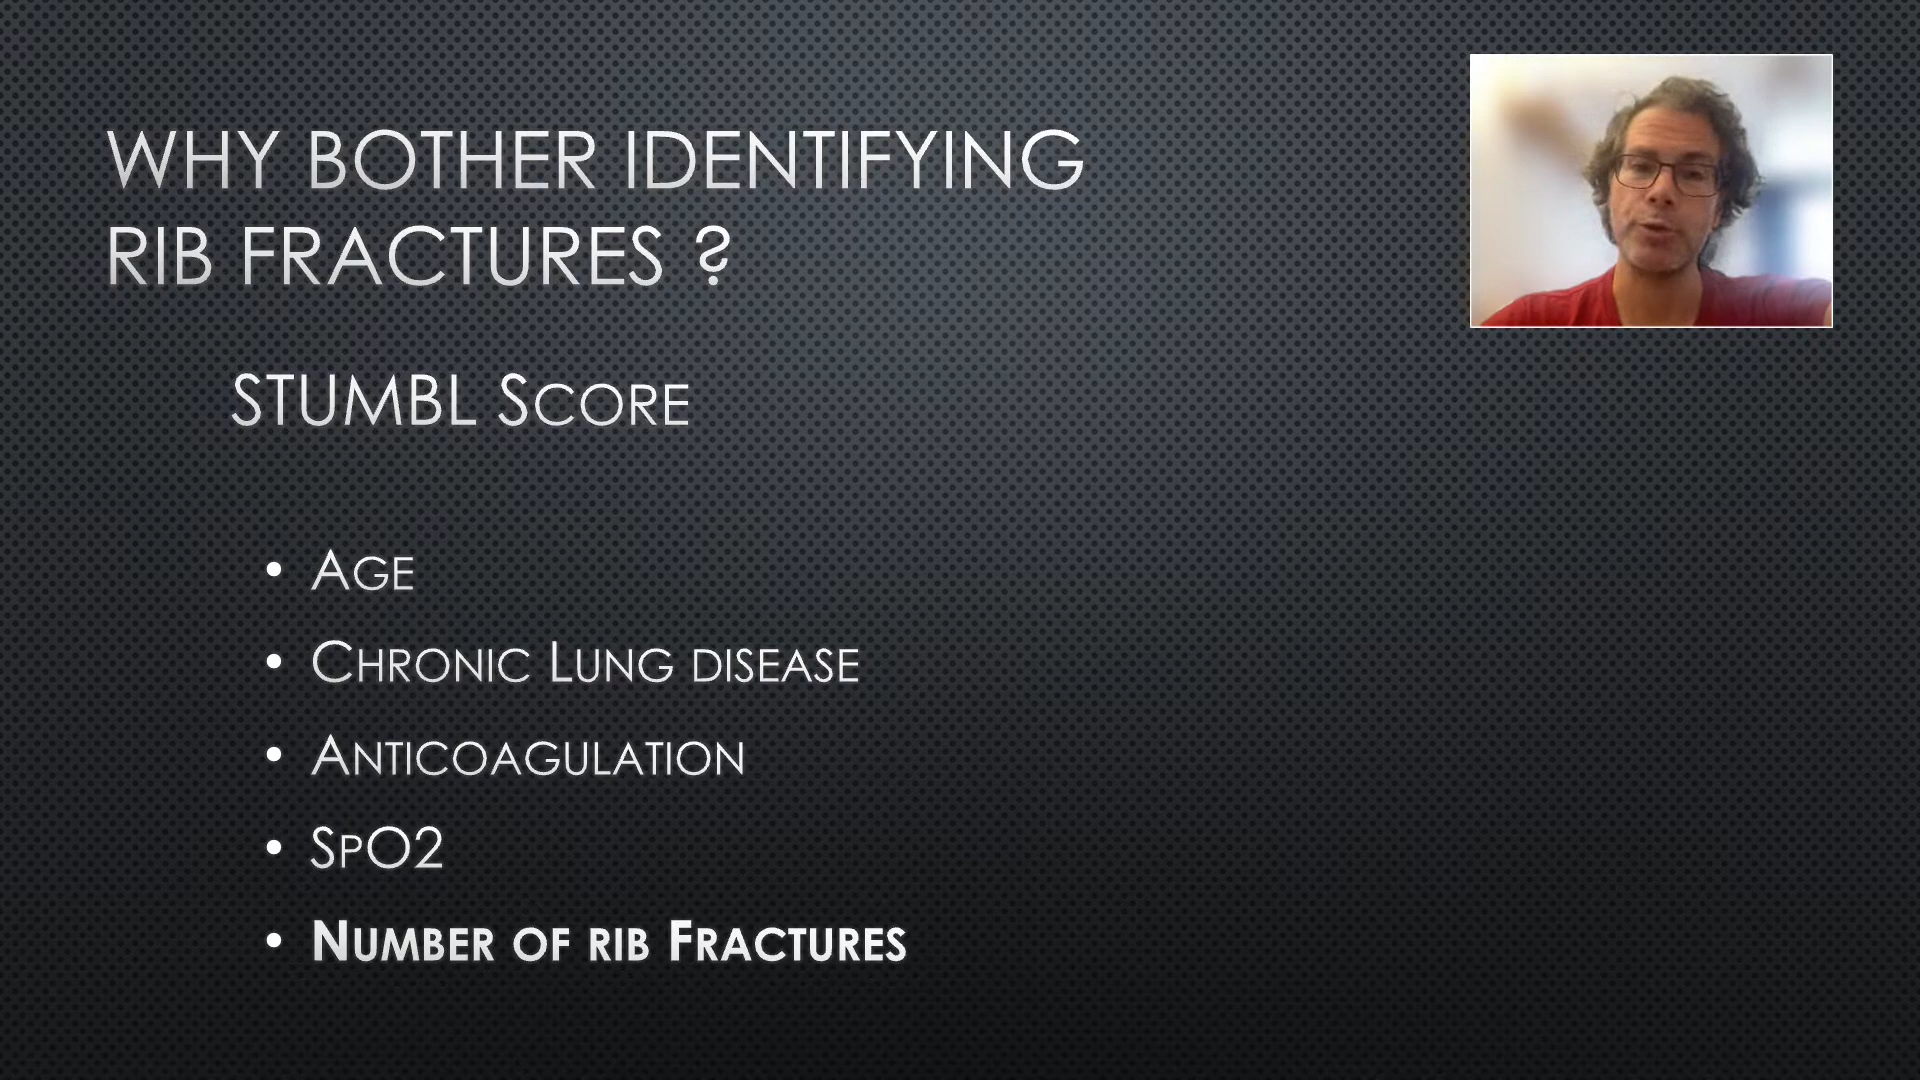 WHY BOTHER IDENTIFYING
RIB FRACTURES ?
STUMBL SCORE
• AGE
• CHRONIC LUNG DISEASE
• ANTICOAGULATION
• SPO2
• NUMBER OF RIB FRACTURES